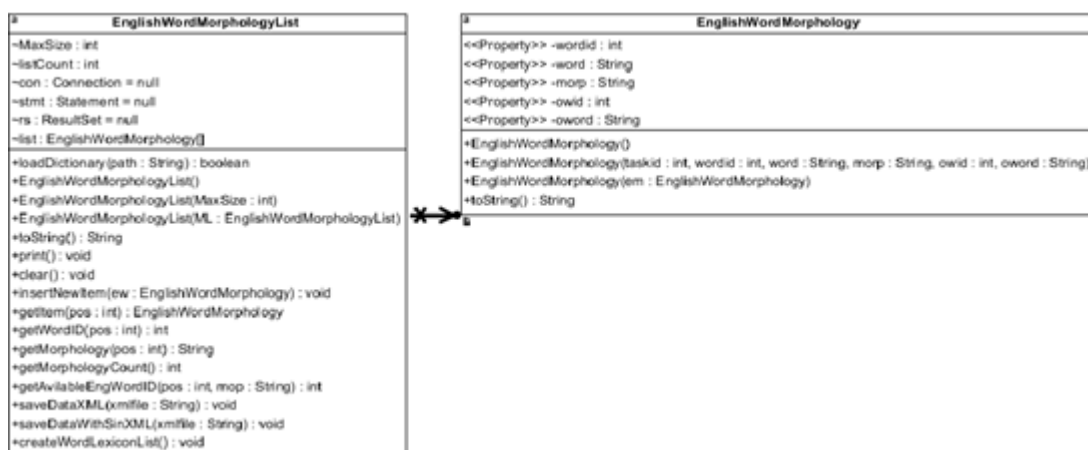 EnglishWordMorphologyList
~MaxSize : int
~listCount : int
~con : Connection = null
~stmt : Statement = null
~rs : ResultSet = null
~list : EnglishWordMorphology[]
+loadDictionary(path : String) : boolean
+EnglishWordMorphologyList()
+EnglishWordMorphologyList(MaxSize : int)
+EnglishWordMorphologyList(ML : EnglishWordMorphologyList)
+toString() : String
+print() : void
+clear() : void
+insertNewItem(ew : EnglishWordMorphology) : void
+getItem(pos : int) : EnglishWordMorphology
+getWordID(pos : int) : int
+getMorphology(pos : int) : String
+getMorphologyCount() : int
+getAvilableEngWordID(pos : int, mop : String) : int
+saveDataXML(xmlfile : String) : void
+saveDataWithSinXML(xmlfile : String) : void
+createWordLexiconList() : void
EnglishWordMorphology
<<Property>> -wordid : int
<<Property>> -word : String
<<Property>> -morp : String
<<Property>> -owid : int
<<Property>> -oword : String
+EnglishWordMorphology()
+EnglishWordMorphology(taskid : int, wordid : int, word : String, morp : String, owid : int, oword : String)
+EnglishWordMorphology(em : EnglishWordMorphology)
+toString() : String